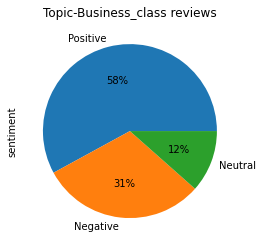 Topic-Business_class reviews
Positive
58%
sentiment
12%
Neutral
31%
Negative